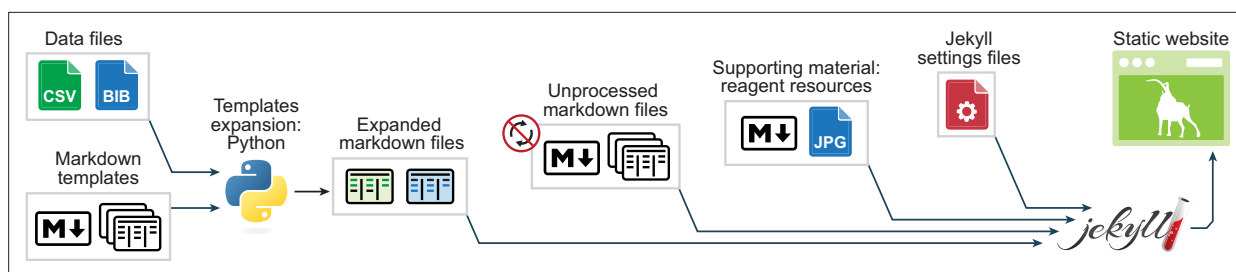 Data files
CSV
BIB
Markdown
templates
M
Templates
expansion:
Python
Expanded
markdown files
Unprocessed
markdown files
M
Supporting material:
reagent resources
M
JPG
Jekyll
settings files
jekyll
Static website